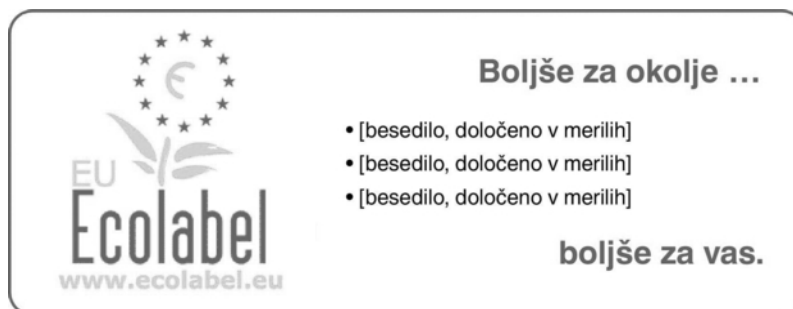 Boljše za okolje ...
• [besedilo, določeno v merilih]
• [besedilo, določeno v merilih]
• [besedilo, določeno v merilih]
boljše za vas.
EU
Ecolabel
www.ecolabel.eu